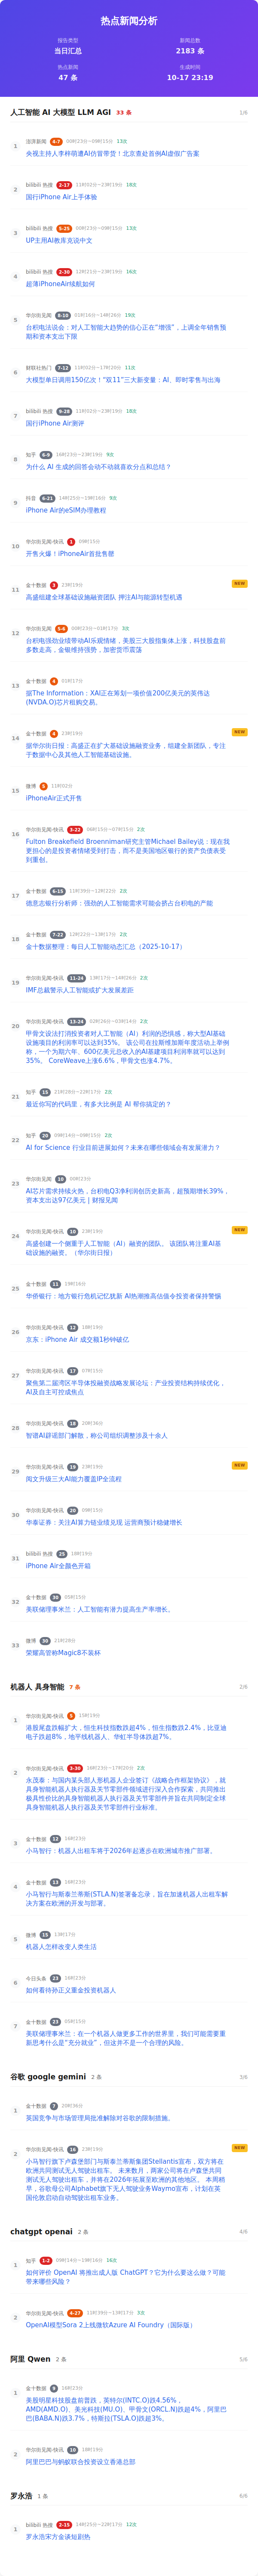 热点新闻分析
报告类型
当日汇总
新闻总数
2183 条
热点新闻
47 条
生成时间
10-17 23:19
人工智能 AI 大模型 LLM AGI 33 条 1/6
1
澎湃新闻 4-7 00时23分~09时15分 13次
央视主持人李梓萌遭AI仿冒带货！北京查处首例AI虚假广告案
2
bilibili 热搜 2-17 11时02分~23时19分 18次
国行iPhone Air上手体验
3
bilibili 热搜 5-25 00时23分~09时15分 13次
UP主用AI教库克说中文
4
bilibili 热搜 2-30 12时21分~23时19分 16次
超薄iPhoneAir续航如何
5
华尔街见闻 8-10 01时16分~14时26分 19次
台积电法说会：对人工智能大趋势的信心正在“增强”，上调全年销售预
期和资本支出下限
6
财联社热门 7-12 11时02分~17时20分 11次
大模型单日调用150亿次！“双11”三大新变量：AI、即时零售与出海
7
bilibili 热搜 9-28 11时02分~23时19分 18次
国行iPhone Air测评
8
知乎 6-9 16时23分~23时19分 9次
为什么 AI 生成的回答会动不动就喜欢分点和总结？
9
抖音 6-21 14时25分~19时16分 9次
iPhone Air的eSIM办理教程
10
华尔街见闻-快讯 1 09时15分
开售火爆！iPhoneAir首批售罄
11
金十数据 3 23时19分 NEW
高盛组建全球基础设施融资团队 押注AI与能源转型机遇
12
华尔街见闻 5-6 00时23分~01时17分 3次
台积电强劲业绩带动AI乐观情绪，美股三大股指集体上涨，科技股盘前
多数走高，金银维持强势，加密货币震荡
13
金十数据 4 01时17分
据The Information：XAI正在筹划一项价值200亿美元的英伟达
(NVDA.O)芯片租购交易。
14
金十数据 4 23时19分 NEW
据华尔街日报：高盛正在扩大基础设施融资业务，组建全新团队，专注
于数据中心及其他人工智能基础设施。
15
微博 5 11时02分
iPhoneAir正式开售
16
华尔街见闻-快讯 3-22 06时15分~07时15分 2次
Fulton Breakefield Broenniman研究主管Michael Bailey说：现在我
更担心的是投资者情绪受到打击，而不是美国地区银行的资产负债表受
到重创。
17
金十数据 6-15 11时39分~12时22分 2次
德意志银行分析师：强劲的人工智能需求可能会挤占台积电的产能
18
金十数据 7-22 12时22分~13时17分 2次
金十数据整理：每日人工智能动态汇总（2025-10-17）
19
华尔街见闻-快讯 11-24 13时17分~14时26分 2次
IMF总裁警示人工智能或扩大发展差距
20
华尔街见闻-快讯 13-24 02时26分~03时14分 2次
甲骨文设法打消投资者对人工智能（AI）利润的恐惧感，称大型AI基础
设施项目的利润率可以达到35%。 该公司在拉斯维加斯年度活动上举例
称，一个为期六年、600亿美元总收入的AI基建项目利润率就可以达到
35%。 CoreWeave上涨6.6%，甲骨文也涨4.7%。
21
知乎 15 21时28分~22时17分 2次
最近你写的代码里，有多大比例是 AI 帮你搞定的？
22
知乎 20 00时14分~09时15分 2次
AI for Science 行业目前进展如何？未来在哪些领域会有发展潜力？
23
华尔街见闻 10 00时23分
AI芯片需求持续火热，台积电Q3净利润创历史新高，超预期增长39%，
资本支出达97亿美元 | 财报见闻
24
华尔街见闻-快讯 10 23时19分 NEW
高盛创建一个侧重于人工智能（AI）融资的团队。 该团队将注重AI基
础设施的融资。（华尔街日报）
25
金十数据 11 19时16分
华侨银行：地方银行危机记忆犹新 AI热潮推高估值令投资者保持警惕
26
华尔街见闻-快讯 12 10时19分
京东：iPhone Air 成交额1秒钟破亿
27
华尔街见闻-快讯 17 07时15分
聚焦第二届湾区半导体投融资战略发展论坛：产业投资结构持续优化，
AI及自主可控成焦点
28
华尔街见闻-快讯 18 20时36分
智谱AI辟谣部门解散，称公司组织调整涉及十余人
29
华尔街见闻-快讯 19 23时19分 NEW
阅文升级三大AI能力覆盖IP全流程
30
华尔街见闻-快讯 20 09时15分
华泰证券：关注AI算力链业绩兑现 运营商预计稳健增长
31
bilibili 热搜 25 10时19分
iPhone Air全颜色开箱
32
金十数据 30 05时15分
美联储理事米兰：人工智能有潜力提高生产率增长。
33
微博 30 21时28分
荣耀高管称Magic8不装杯
机器人 具身智能 7 条 2/6
1
华尔街见闻-快讯 5 15时19分
港股尾盘跌幅扩大，恒生科技指数跌超4%，恒生指数跌2.4%，比亚迪
电子跌超8%，地平线机器人、华虹半导体跌超7%。
2
华尔街见闻-快讯 3-30 16时23分~17时20分 2次
永茂泰：与国内某头部人形机器人企业签订《战略合作框架协议》，就
具身智能机器人执行器及关节零部件领域进行深入合作探索，共同推出
极具性价比的具身智能机器人执行器及关节零部件并旨在共同制定全球
具身智能机器人执行器及关节零部件行业标准。
3
金十数据 12 16时23分
小马智行：机器人出租车将于2026年起逐步在欧洲城市推广部署。
4
金十数据 13 16时23分
小马智行与斯泰兰蒂斯(STLA.N)签署备忘录，旨在加速机器人出租车解
决方案在欧洲的开发与部署。
5
微博 15 13时17分
机器人怎样改变人类生活
6
今日头条 23 16时23分
如何看待孙正义重金投资机器人
7
金十数据 23 05时15分
美联储理事米兰：在一个机器人做更多工作的世界里，我们可能需要重
新思考什么是“充分就业”，但这并不是一个合理的风险。
谷歌 google gemini 2 条 3/6
1
金十数据 7 20时36分
英国竞争与市场管理局批准解除对谷歌的限制措施。
2
华尔街见闻-快讯 16 23时19分 NEW
小马智行旗下卢森堡部门与斯泰兰蒂斯集团Stellantis宣布，双方将在
欧洲共同测试无人驾驶出租车。 未来数月，两家公司将在卢森堡共同
测试无人驾驶出租车，并将在2026年拓展至欧洲的其他地区。 本周稍
早，谷歌母公司Alphabet旗下无人驾驶业务Waymo宣布，计划在英
国伦敦启动自动驾驶出租车业务。
chatgpt openai 2 条 4/6
1
知乎 1-2 00时14分~19时16分 16次
如何评价 OpenAI 将推出成人版 ChatGPT？它为什么要这么做？可能
带来哪些风险？
2
华尔街见闻-快讯 4-27 11时39分~13时17分 3次
OpenAI模型Sora 2上线微软Azure AI Foundry（国际版）
阿里 Qwen 2 条 5/6
1
金十数据 9 16时23分
美股明星科技股盘前普跌，英特尔(INTC.O)跌4.56%，
AMD(AMD.O)、美光科技(MU.O)、甲骨文(ORCL.N)跌超4%，阿里巴
巴(BABA.N)跌3.7%，特斯拉(TSLA.O)跌超3%。
2
华尔街见闻-快讯 10 10时19分
阿里巴巴与蚂蚁联合投资设立香港总部
罗永浩 1 条 6/6
1
bilibili 热搜 2-15 14时25分~22时17分 12次
罗永浩宋方金谈短剧热